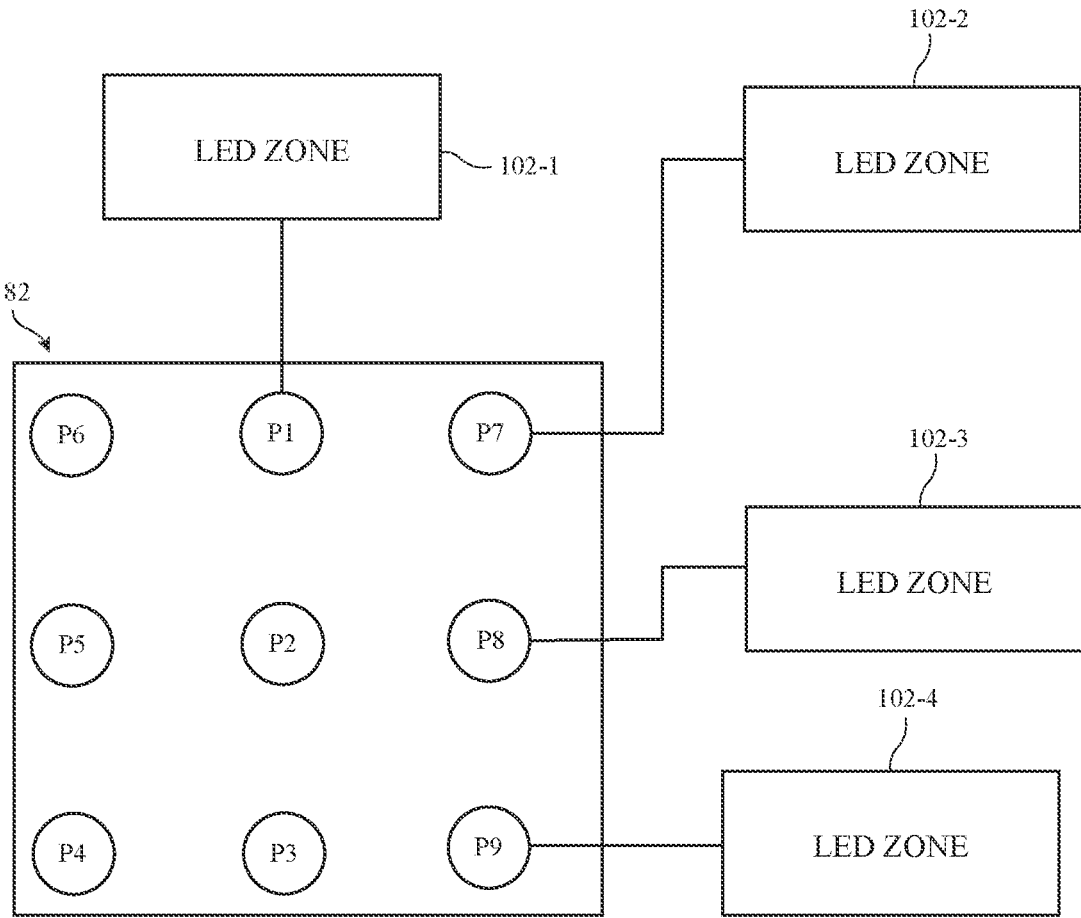 102-2
LED ZONE
102-1
LED ZONE
82
P6
P1
P7
102-3
LED ZONE
P5
P2
P8
102-4
LED ZONE
P4
P3
P9